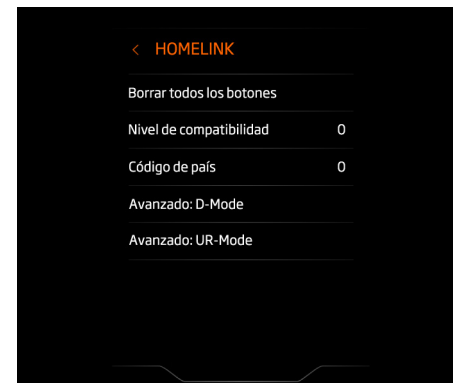 < HOMELINK
Borrar todos los botones
Nivel de compatibilidad 0
Código de país 0
Avanzado: D-Mode
Avanzado: UR-Mode